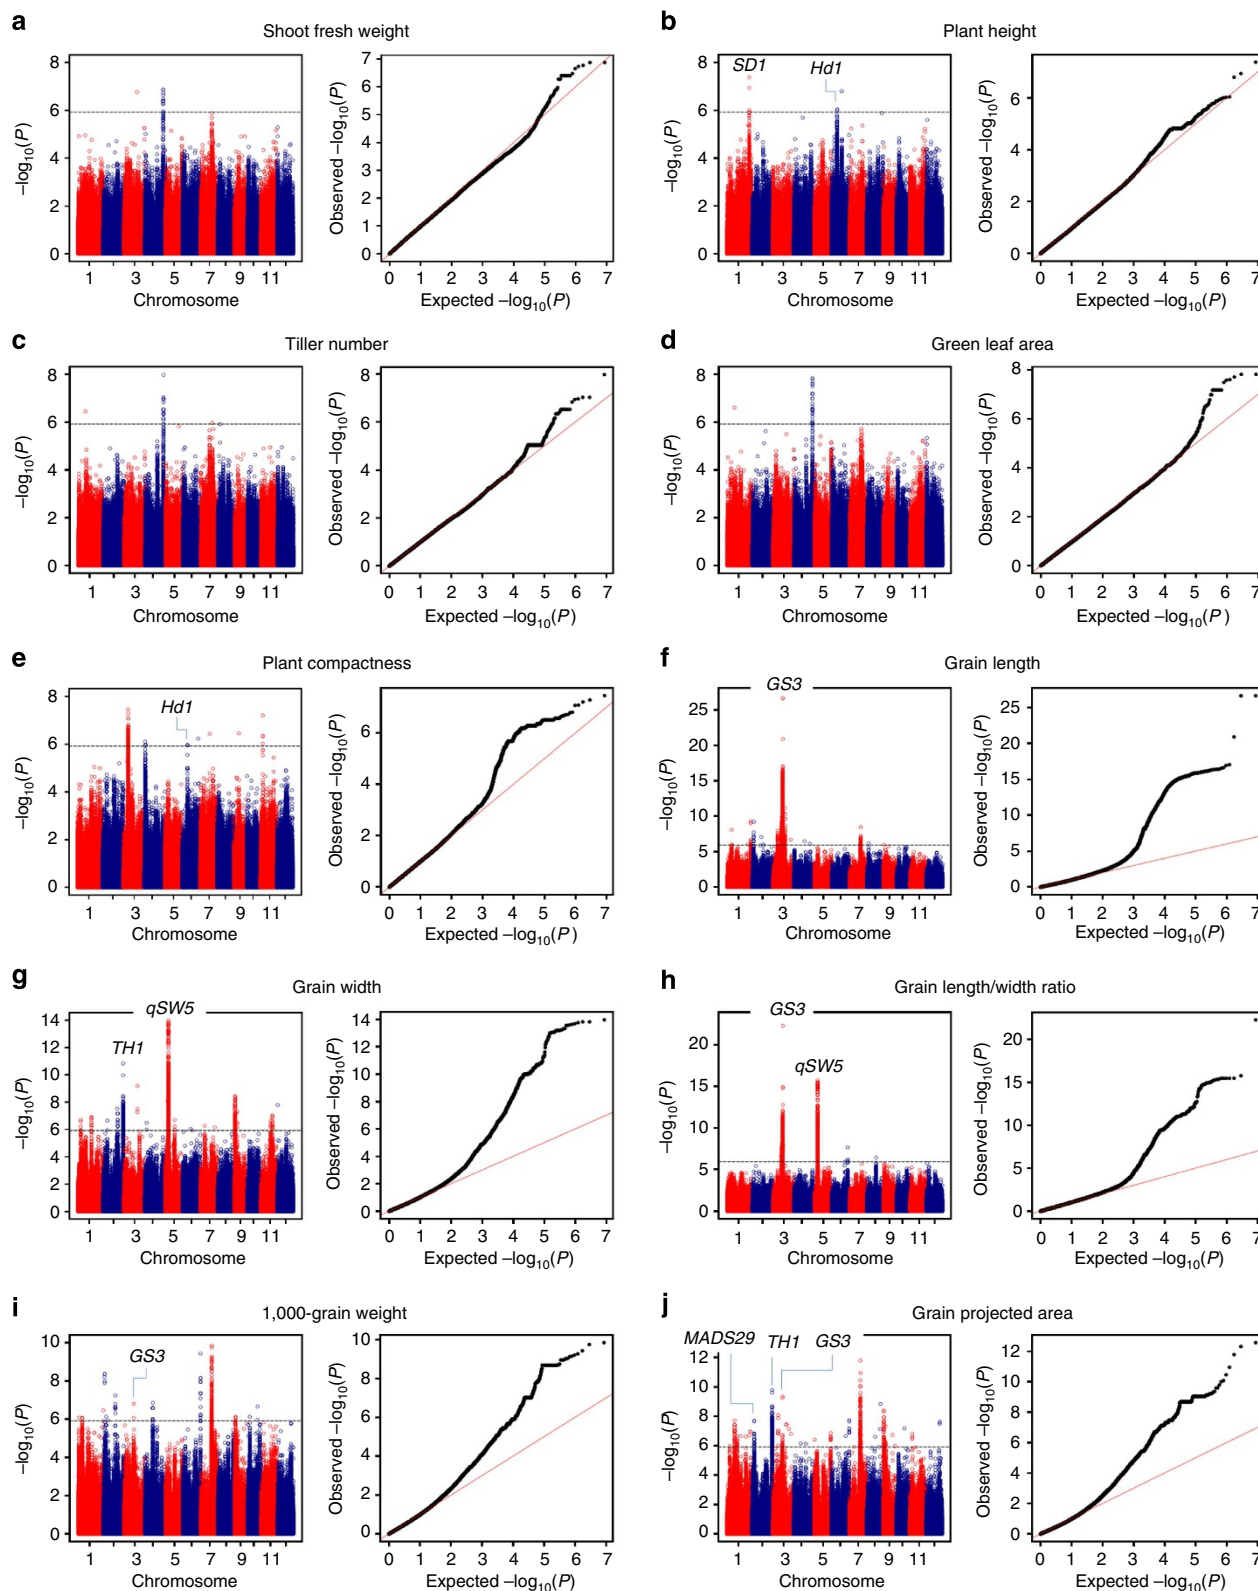 a
Shoot fresh weight
8
6
4
2
0
–log10(P)
1 3 5 7 9 11
Chromosome
7
6
5
4
3
2
1
0
Observed –log10(P)
0 1 2 3 4 5 6 7
Expected –log10(P)
b
Plant height
SD1
Hd1
8
6
4
2
0
–log10(P)
1 3 5 7 9 11
Chromosome
6
4
2
0
Observed –log10(P)
0 1 2 3 4 5 6 7
Expected –log10(P)
c
Tiller number
8
6
4
2
0
–log10(P)
1 3 5 7 9 11
Chromosome
8
6
4
2
0
Observed –log10(P)
0 1 2 3 4 5 6 7
Expected –log10(P)
d
Green leaf area
8
6
4
2
0
–log10(P)
1 3 5 7 9 11
Chromosome
8
6
4
2
0
Observed –log10(P)
0 1 2 3 4 5 6 7
Expected –log10(P )
e
Plant compactness
Hd1
8
6
4
2
0
–log10(P)
1 3 5 7 9 11
Chromosome
6
4
2
0
Observed –log10(P)
0 1 2 3 4 5 6 7
Expected –log10(P)
f
Grain length
GS3
25
20
15
10
5
0
–log10(P)
1 3 5 7 9 11
Chromosome
25
20
15
10
5
0
Observed –log10(P)
0 1 2 3 4 5 6 7
Expected –log10(P)
g
Grain width
qSW5
TH1
14
12
10
8
6
4
2
0
–log10(P)
1 3 5 7 9 11
Chromosome
14
12
10
8
6
4
2
0
Observed –log10(P)
0 1 2 3 4 5 6 7
Expected –log10(P)
h
Grain length/width ratio
GS3
qSW5
20
15
10
5
0
–log10(P)
1 3 5 7 9 11
Chromosome
20
15
10
5
0
Observed –log10(P)
0 1 2 3 4 5 6 7
Expected –log10(P)
i
1,000-grain weight
GS3
10
8
6
4
2
0
–log10(P)
1 3 5 7 9 11
Chromosome
10
8
6
4
2
0
Observed –log10(P)
0 1 2 3 4 5 6 7
Expected –log10(P)
j
Grain projected area
MADS29 TH1 GS3
12
10
8
6
4
2
0
–log10(P)
1 3 5 7 9 11
Chromosome
12
10
8
6
4
2
0
Observed –log10(P)
0 1 2 3 4 5 6 7
Expected –log10(P)